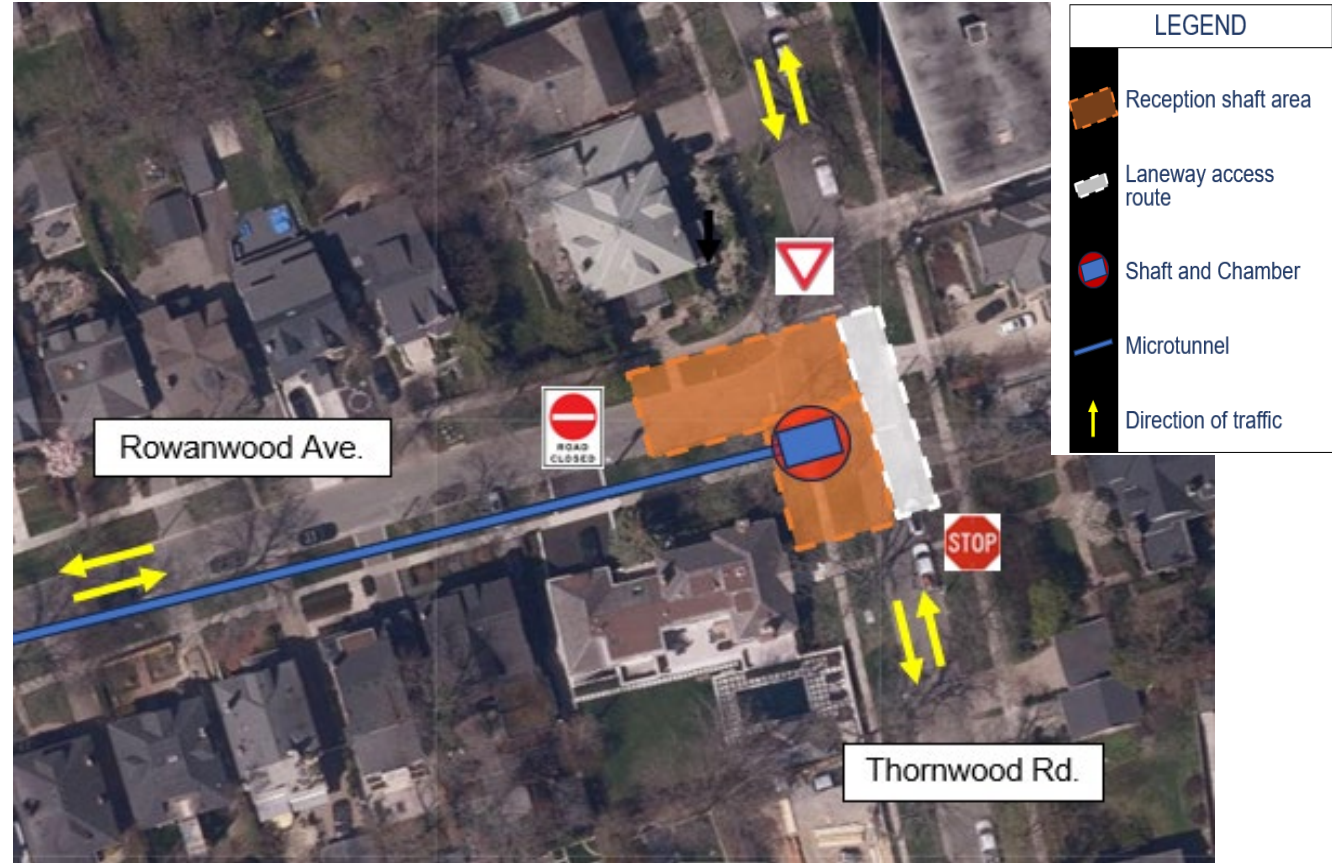 LEGEND
Reception shaft area
Laneway access
route
Shaft and Chamber
Microtunnel
Direction of traffic
ROAD
CLOSED
Rowanwood Ave.
STOP
Thornwood Rd.